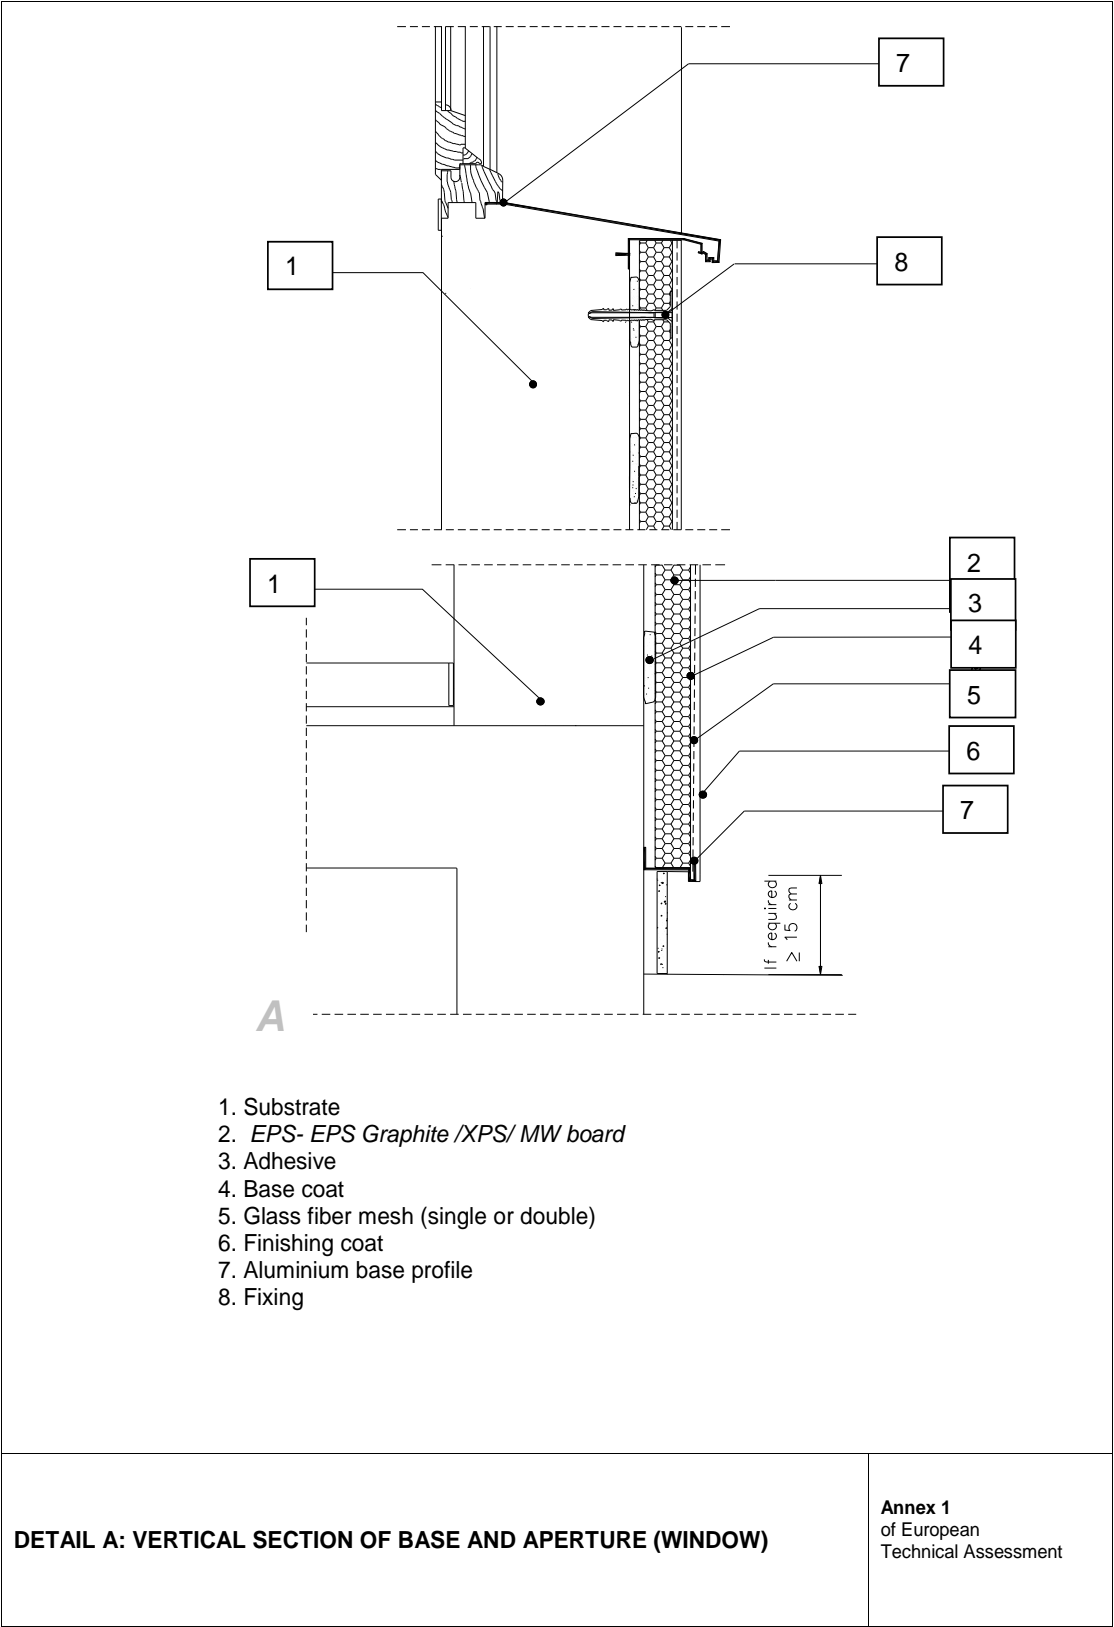 7
1
8
1
2
3
4
5
6
7
If required
≥ 15 cm
A
1. Substrate
2. EPS- EPS Graphite /XPS/ MW board
3. Adhesive
4. Base coat
5. Glass fiber mesh (single or double)
6. Finishing coat
7. Aluminium base profile
8. Fixing
DETAIL A: VERTICAL SECTION OF BASE AND APERTURE (WINDOW)
Annex 1
of European
Technical Assessment